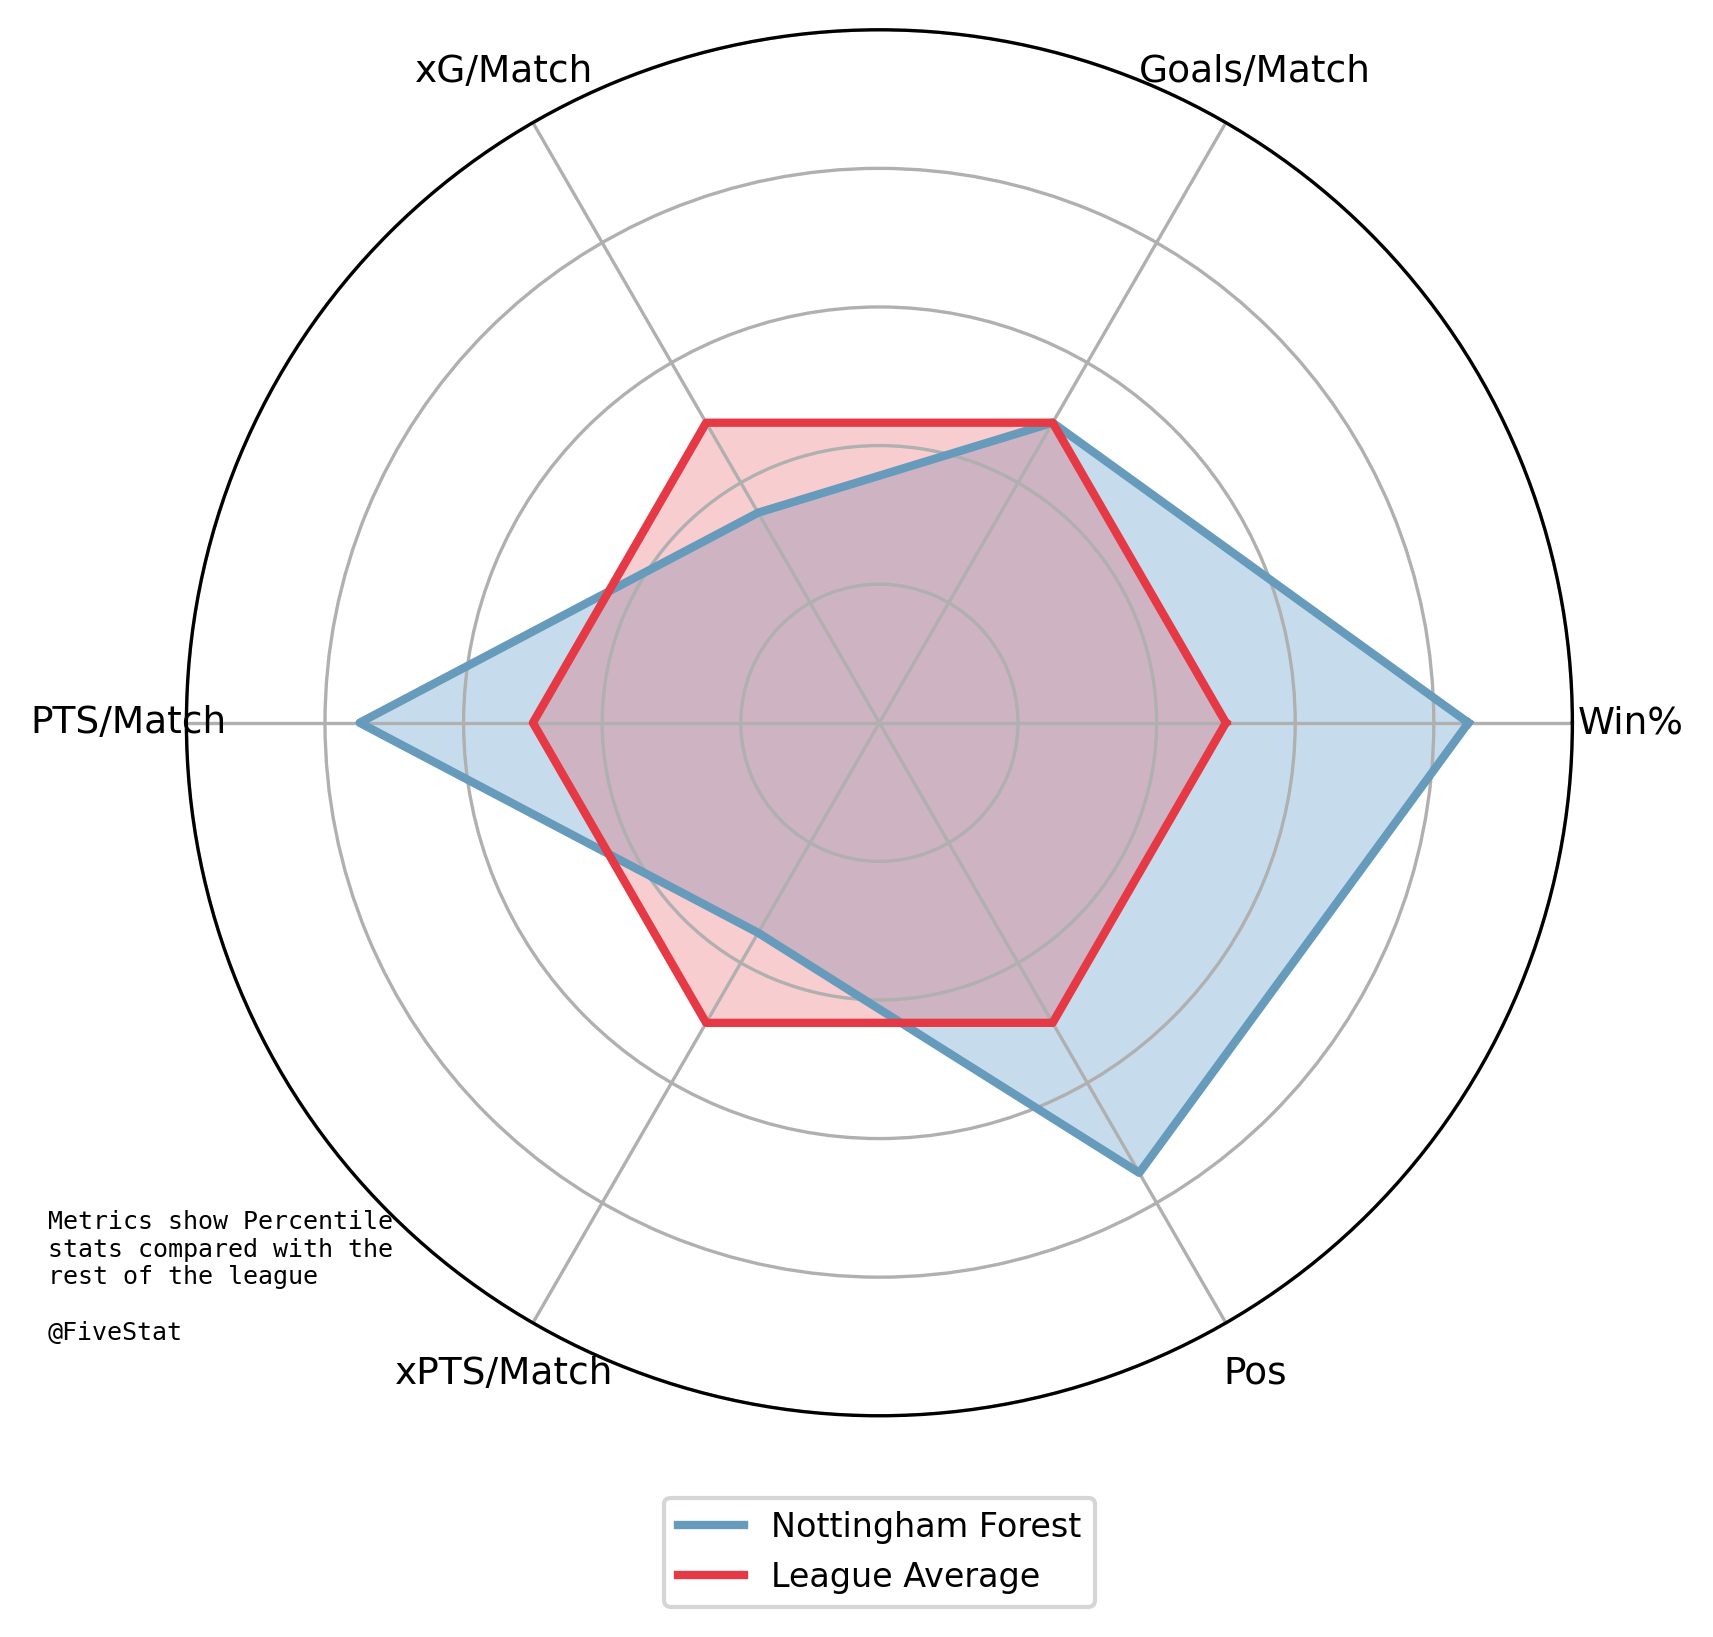 xG/Match
Goals/Match
PTS/Match
Win%
Metrics show Percentile
stats compared with the
rest of the league
@FiveStat
xPTS/Match
Pos
Nottingham Forest
League Average